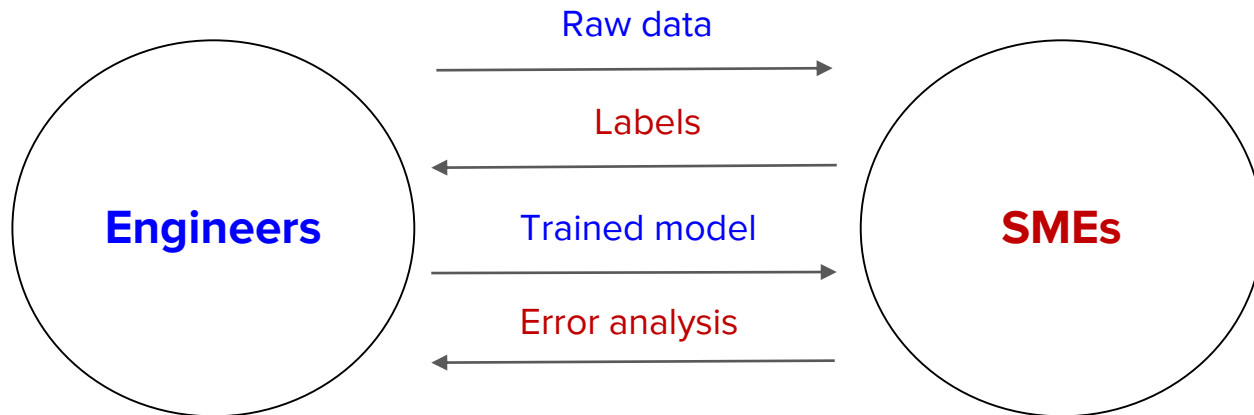 Raw data
Labels
Engineers
Trained model
SMEs
Error analysis